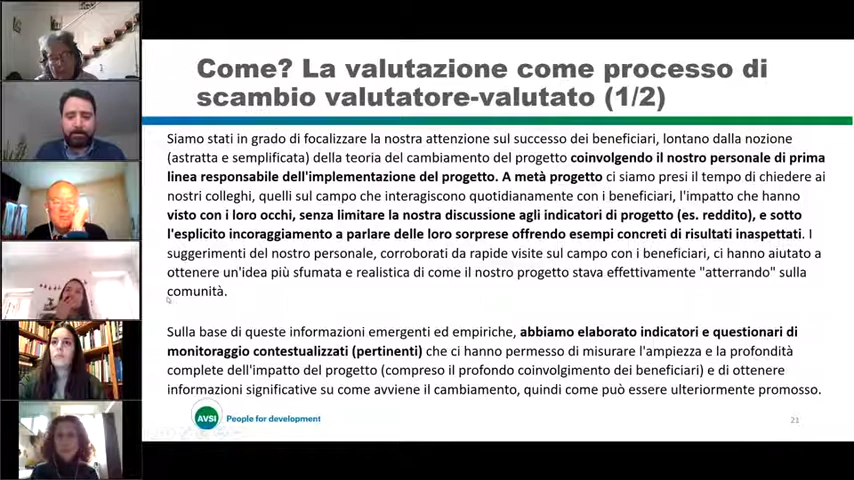 Come? La valutazione come processo di
scambio valutatore-valutato (1/2)
Siamo stati in grado di focalizzare la nostra attenzione sul successo dei beneficiari, lontano dalla nozione
(astratta e semplificata) della teoria del cambiamento del progetto coinvolgendo il nostro personale di prima
linea responsabile dell'implementazione del progetto. A metà progetto ci siamo presi il tempo di chiedere ai
nostri colleghi, quelli sul campo che interagiscono quotidianamente con i beneficiari, l'impatto che hanno
visto con i loro occhi, senza limitare la nostra discussione agli indicatori di progetto (es. reddito), e sotto
l'esplicito incoraggiamento a parlare delle loro sorprese offrendo esempi concreti di risultati inaspettati. I
suggerimenti del nostro personale, corroborati da rapide visite sul campo con i beneficiari, ci hanno aiutato a
ottenere un'idea più sfumata e realistica di come il nostro progetto stava effettivamente "atterrando" sulla
comunità.
Sulla base di queste informazioni emergenti ed empiriche, abbiamo elaborato indicatori e questionari di
monitoraggio contestualizzati (pertinenti) che ci hanno permesso di misurare l'ampiezza e la profondità
complete dell'impatto del progetto (compreso il profondo coinvolgimento dei beneficiari) e di ottenere
informazioni significative su come avviene il cambiamento, quindi come può essere ulteriormente promosso.
AVSI People for development
21